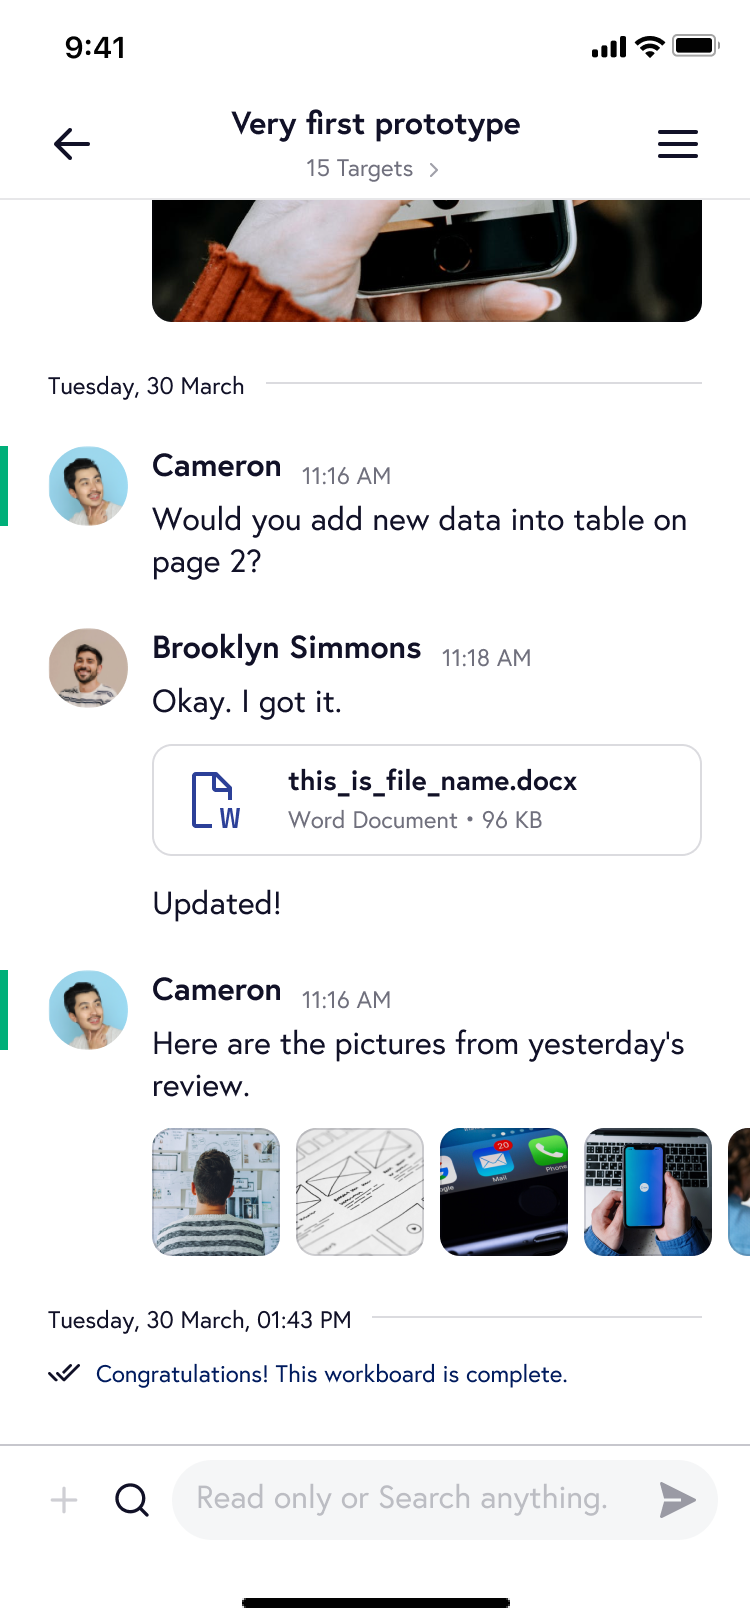 9:41
Very first prototype
15 Targets
Tuesday, 30 March
Cameron 11:16 AM
Would you add new data into table on
page 2?
Brooklyn Simmons 11:18 AM
Okay. I got it.
this_is_file_name.docx
W
Word Document • 96 KB
Updated!
Cameron 11:16 AM
Here are the pictures from yesterday's
review.
20
Mail
Phone
Tuesday, 30 March, 01:43 PM
Congratulations! This workboard is complete.
Read only or Search anything.